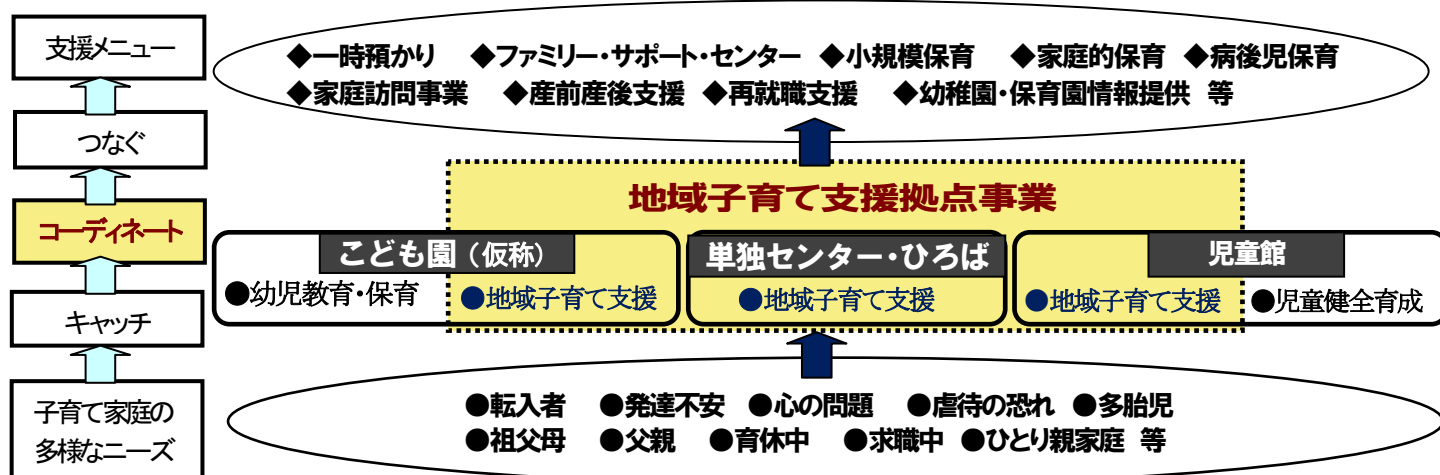 支援メニュー
つなぐ
コーディネート
キャッチ
子育て家庭の
多様なニーズ
◆一時預かり ◆ファミリー・サポート・センター ◆小規模保育 ◆家庭的保育 ◆病後児保育
◆家庭訪問事業 ◆産前産後支援 ◆再就職支援 ◆幼稚園・保育園情報提供 等
地域子育て支援拠点事業
こども園（仮称）
●幼児教育・保育 ●地域子育て支援
単独センター・ひろば
●地域子育て支援
児童館
●地域子育て支援 ●児童健全育成
●転入者 ●発達不安 ●心の問題 ●虐待の恐れ ●多胎児
●祖父母 ●父親 ●育休中 ●求職中 ●ひとり親家庭 等